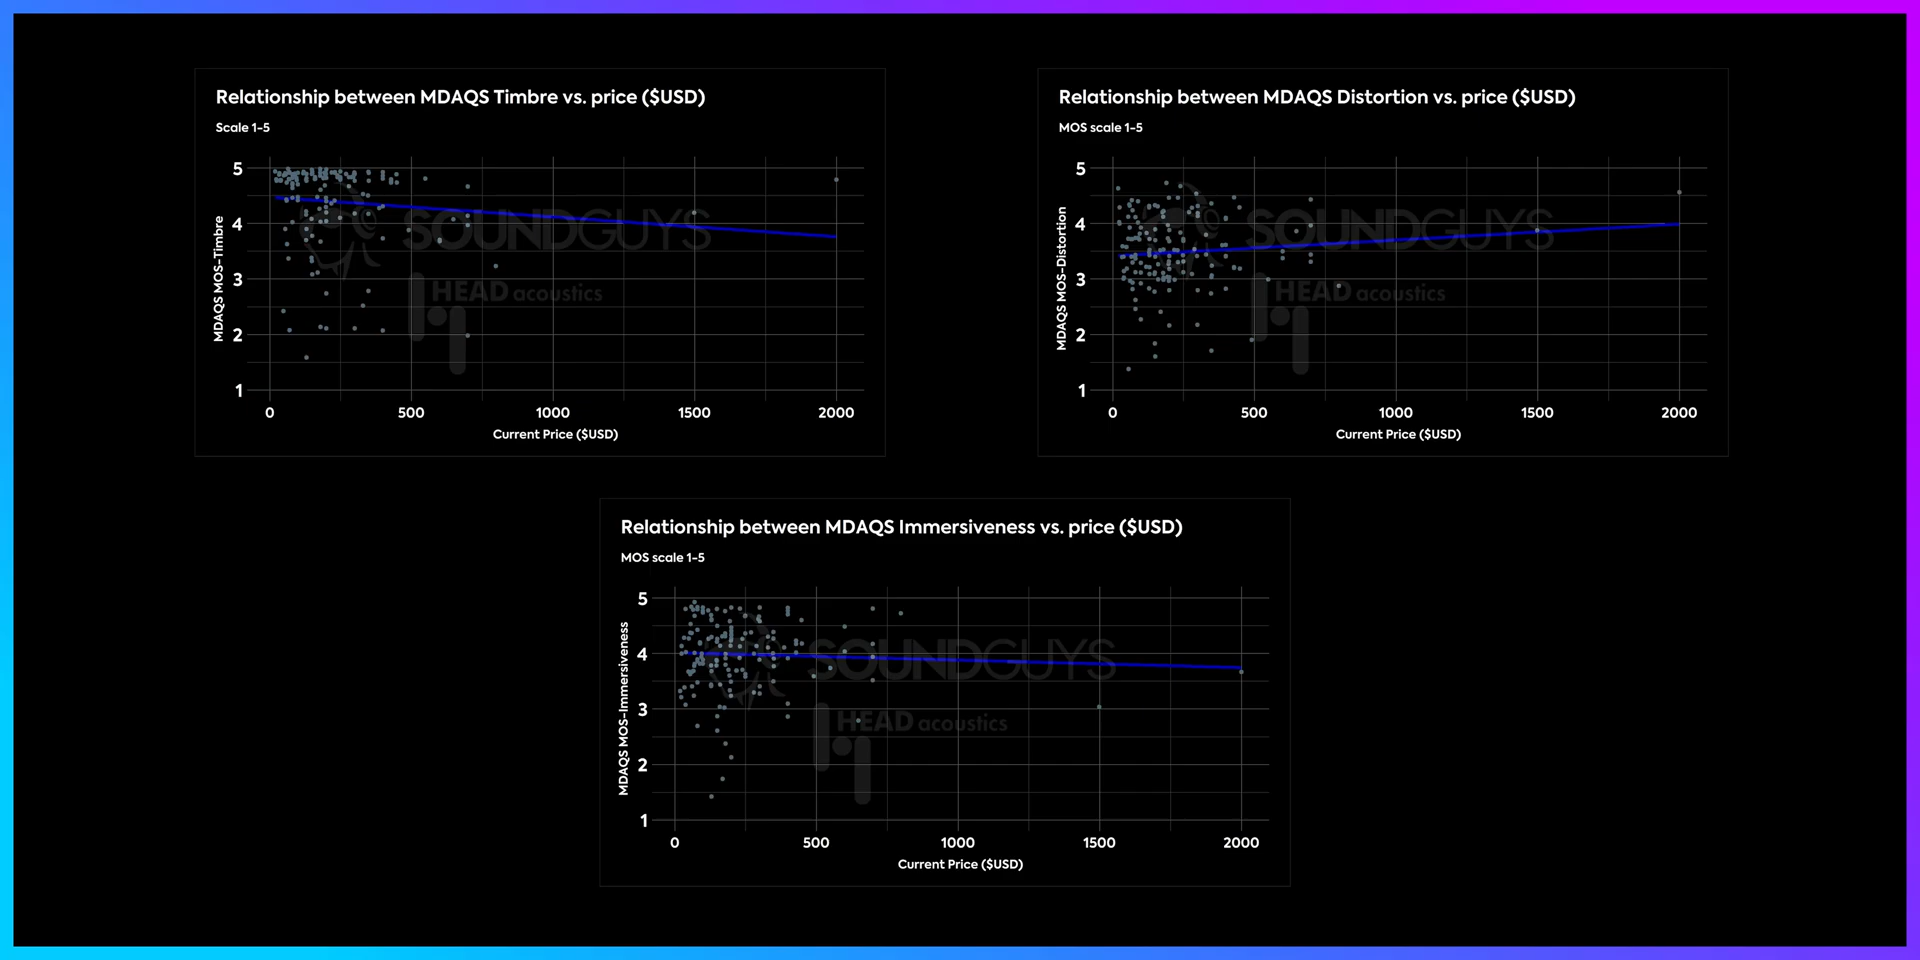 Relationship between MDAQS Timbre vs. price ($USD)
Scale 1-5
5
4
3
2
1
MDAQS MOS-Timbre
0 500 1000 1500 2000
Current Price ($USD)
SOUNDGUYS
HEAD acoustics
Relationship between MDAQS Distortion vs. price ($USD)
MOS scale 1-5
5
4
3
2
1
MDAQS MOS-Distortion
0 500 1000 1500 2000
Current Price ($USD)
SOUNDGUYS
HEAD acoustics
Relationship between MDAQS Immersiveness vs. price ($USD)
MOS scale 1-5
5
4
3
2
1
MDAQS MOS-Immersiveness
0 500 1000 1500 2000
Current Price ($USD)
SOUNDGUYS
HEAD acoustics